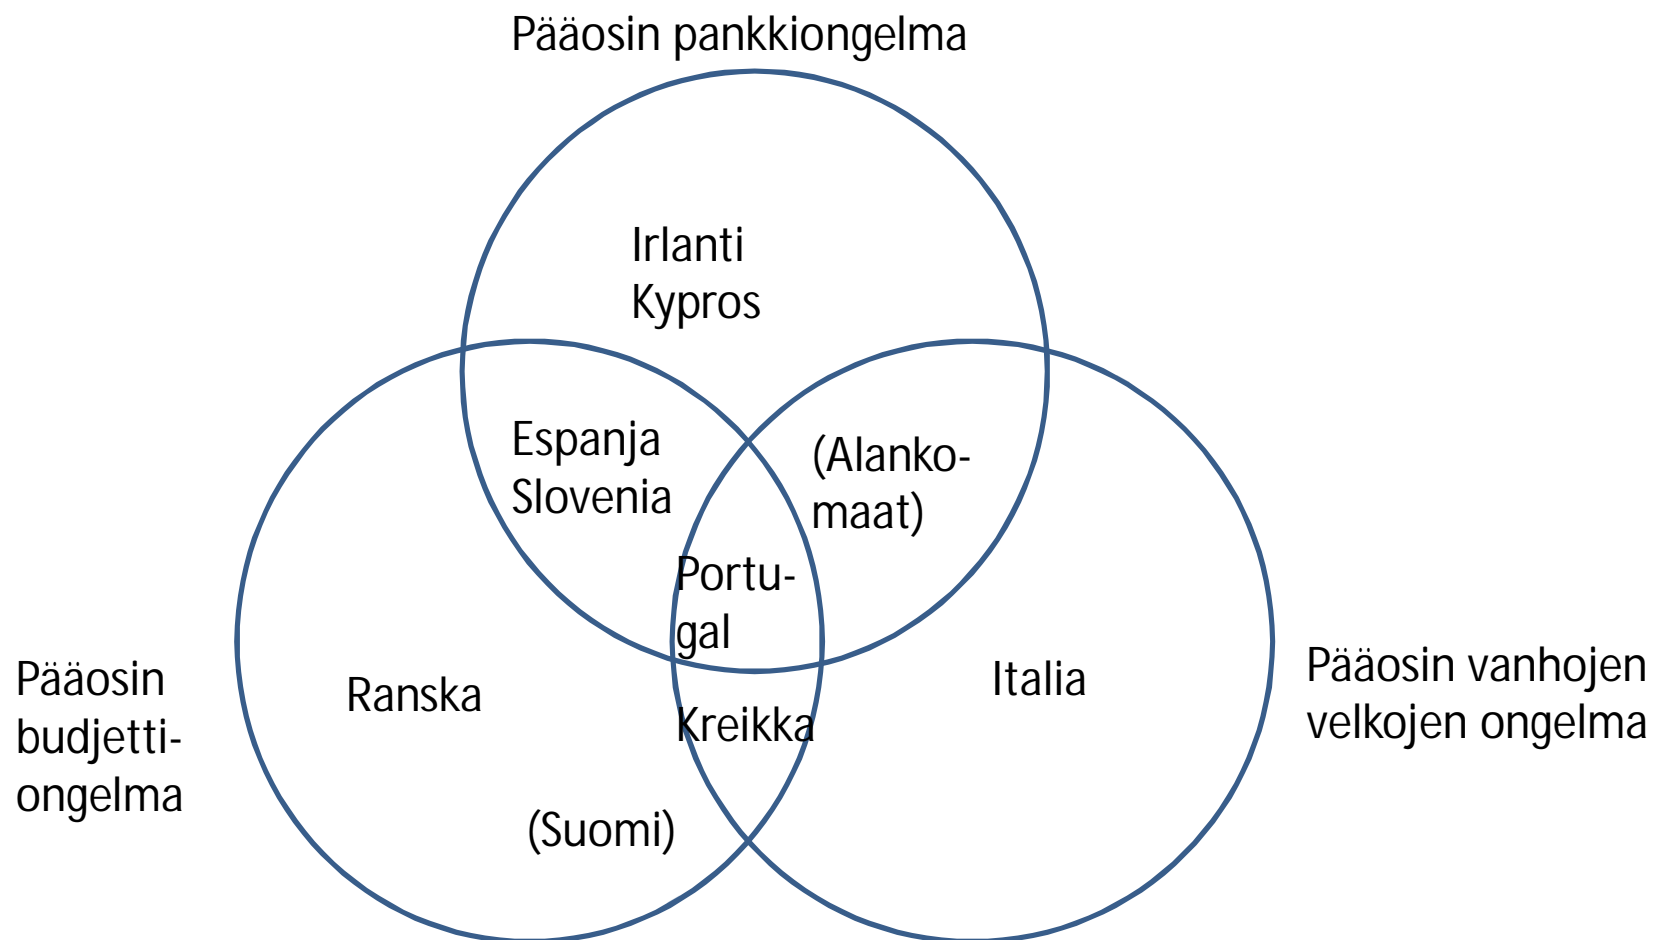 Pääosin pankkiongelma
Irlanti
Kypros
Espanja
Slovenia
(Alanko-
maat)
Portu-
gal
Pääosin
budjetti-
ongelma
Ranska
Kreikka
(Suomi)
Italia
Pääosin vanhojen
velkojen ongelma